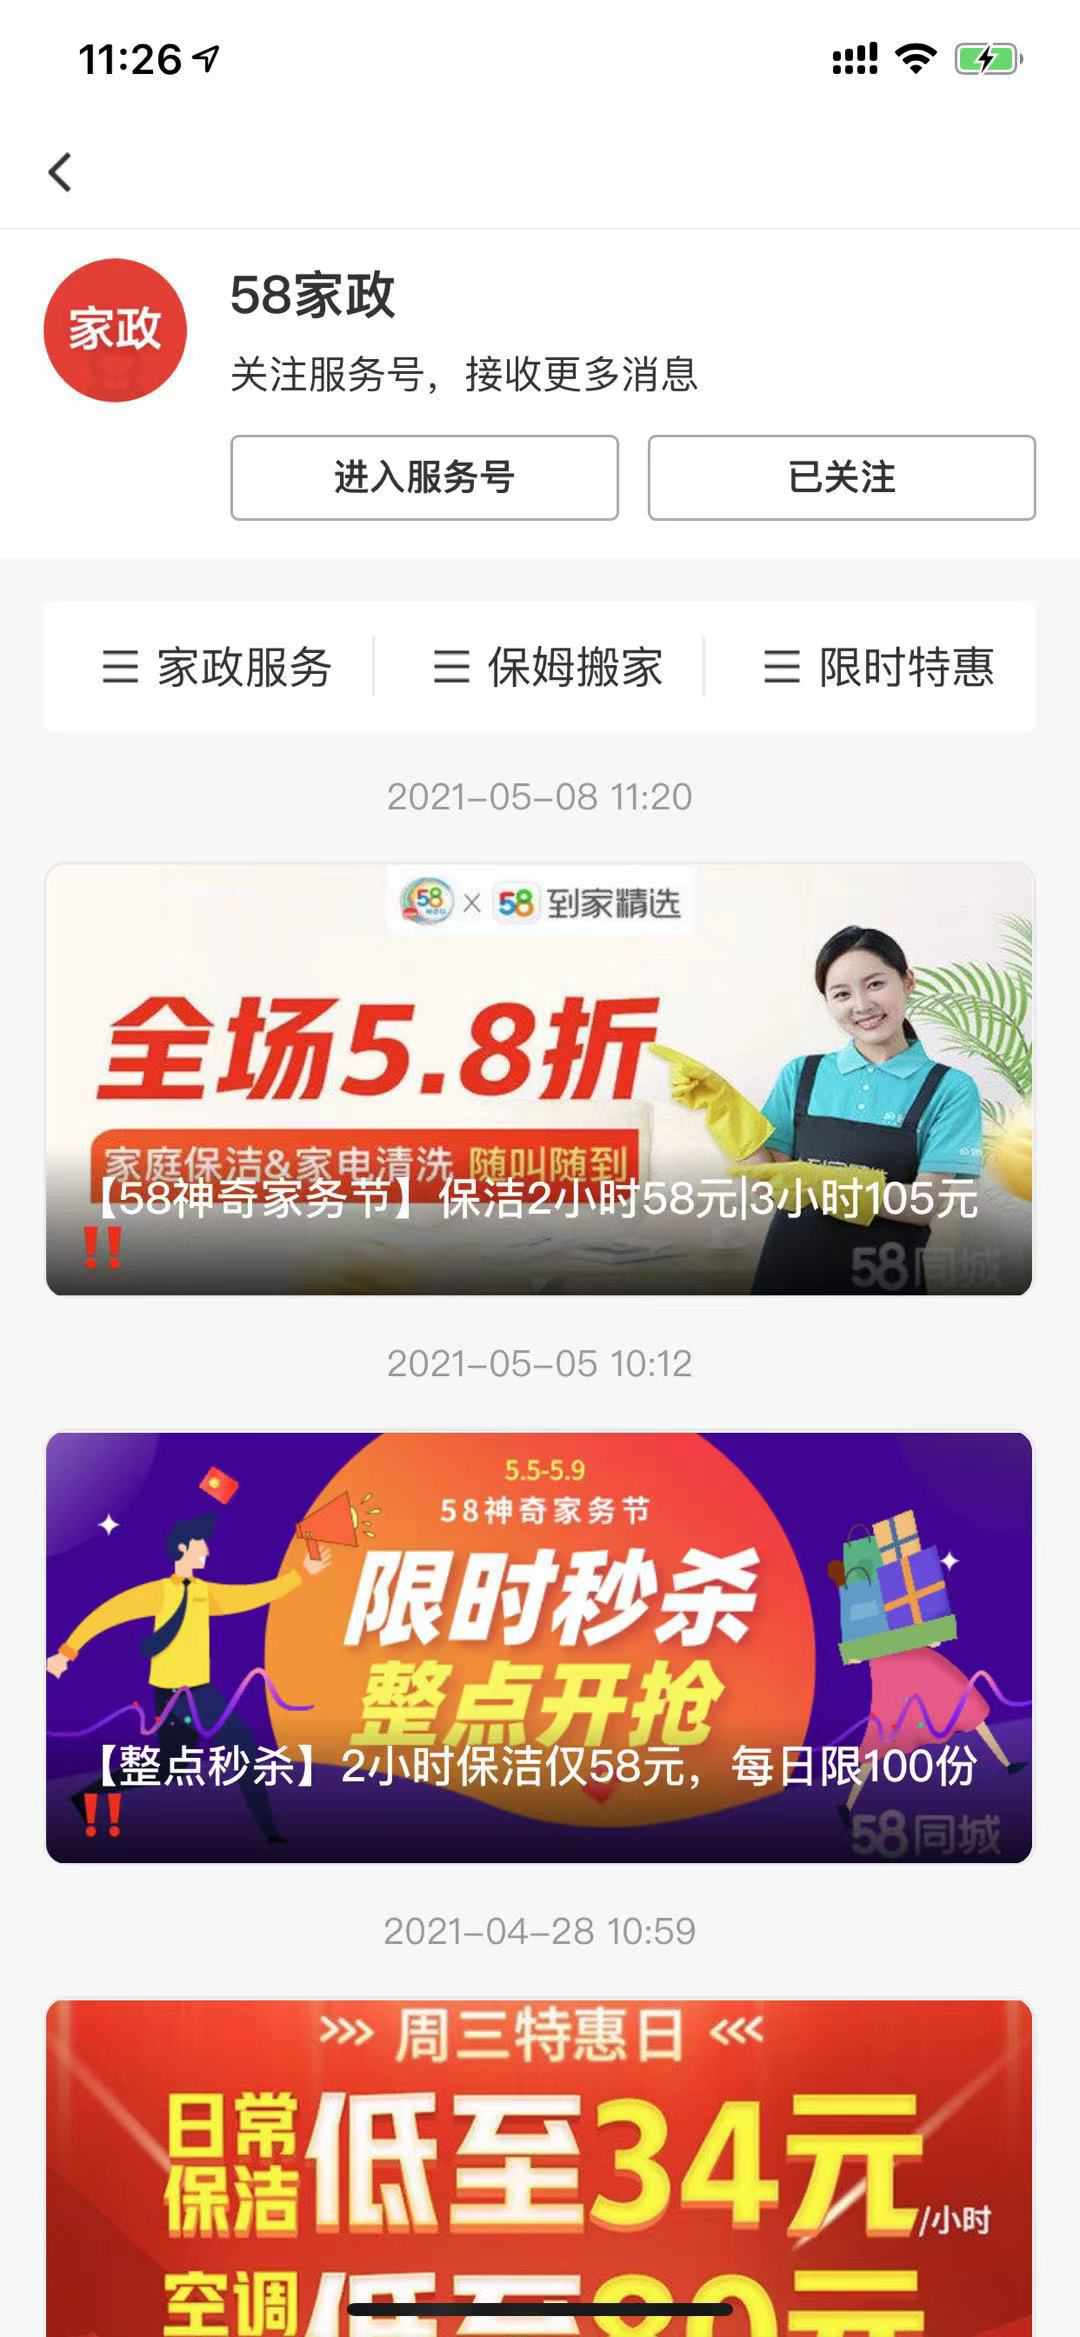 11:26
家政
58家政
关注服务号，接收更多消息
进入服务号
已关注
家政服务
保姆搬家
限时特惠
2021-05-08 11:20
58 × 58 到家精选
全场5.8折
家庭保洁&家电清洗 随叫随到
【58神奇家务节】保洁2小时58元|3小时105元
‼️
58同城
2021-05-05 10:12
5.5-5.9
58神奇家务节
限时秒杀
整点开抢
【整点秒杀】2小时保洁仅58元，每日限100份
‼️
58同城
2021-04-28 10:59
>>> 周三特惠日 <<<
日常保洁低至34元/小时
空调低至80元